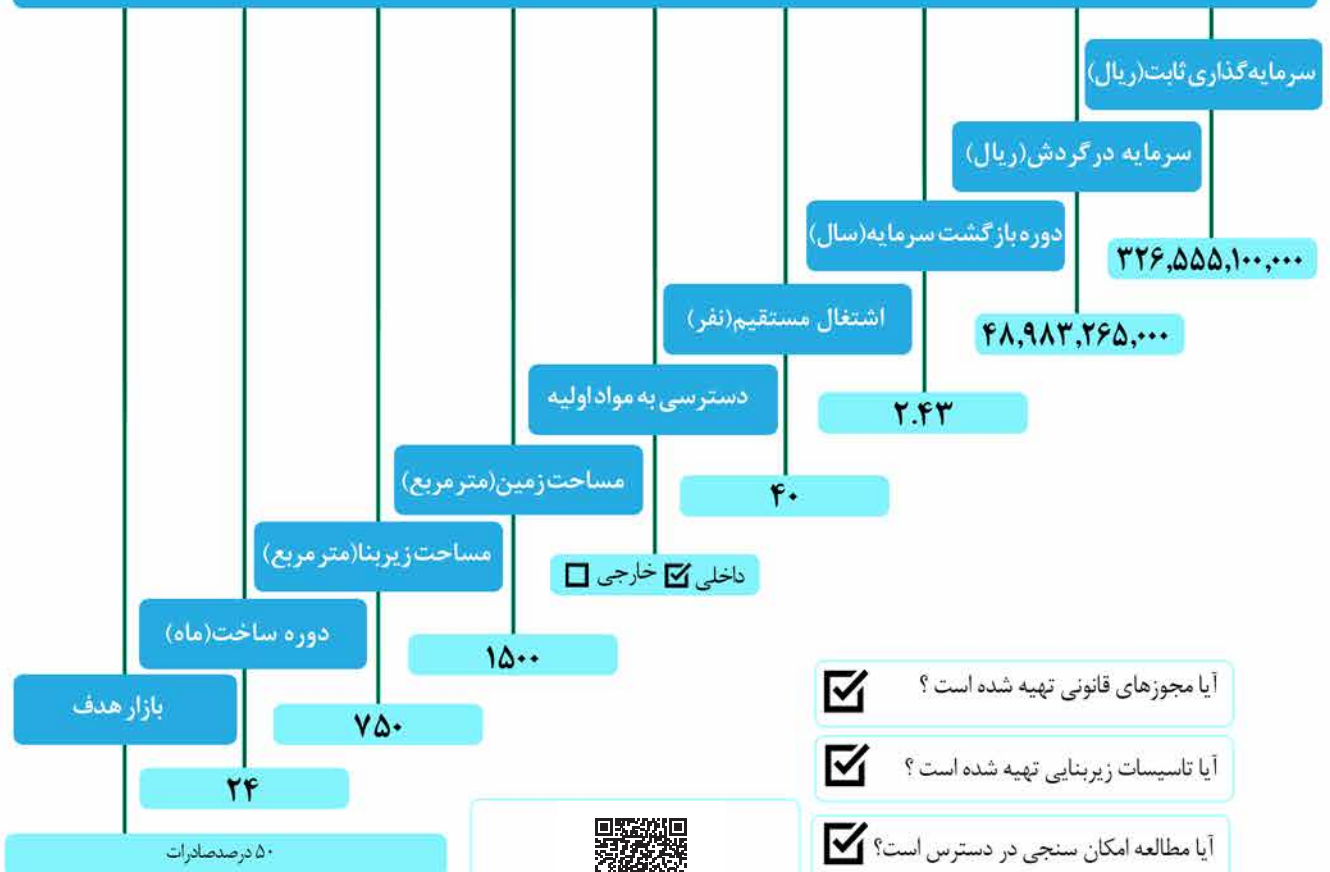 سرمایه‌گذاری ثابت(ریال)
۳۲۶,۵۵۵,۱۰۰,۰۰۰
سرمایه در گردش(ریال)
۴۸,۹۸۳,۲۶۵,۰۰۰
دوره بازگشت سرمایه(سال)
۲.۴۳
اشتغال مستقیم(نفر)
۴۰
دسترسی به مواد اولیه
داخلی ☑ خارجی ☐
مساحت زمین(متر مربع)
۱۵۰۰
مساحت زیربنا(متر مربع)
۷۵۰
دوره ساخت(ماه)
۲۴
بازار هدف
۵۰ درصدصادرات
آیا مجوزهای قانونی تهیه شده است ؟ ☑
آیا تاسیسات زیربنایی تهیه شده است ؟ ☑
آیا مطالعه امکان سنجی در دسترس است؟ ☑